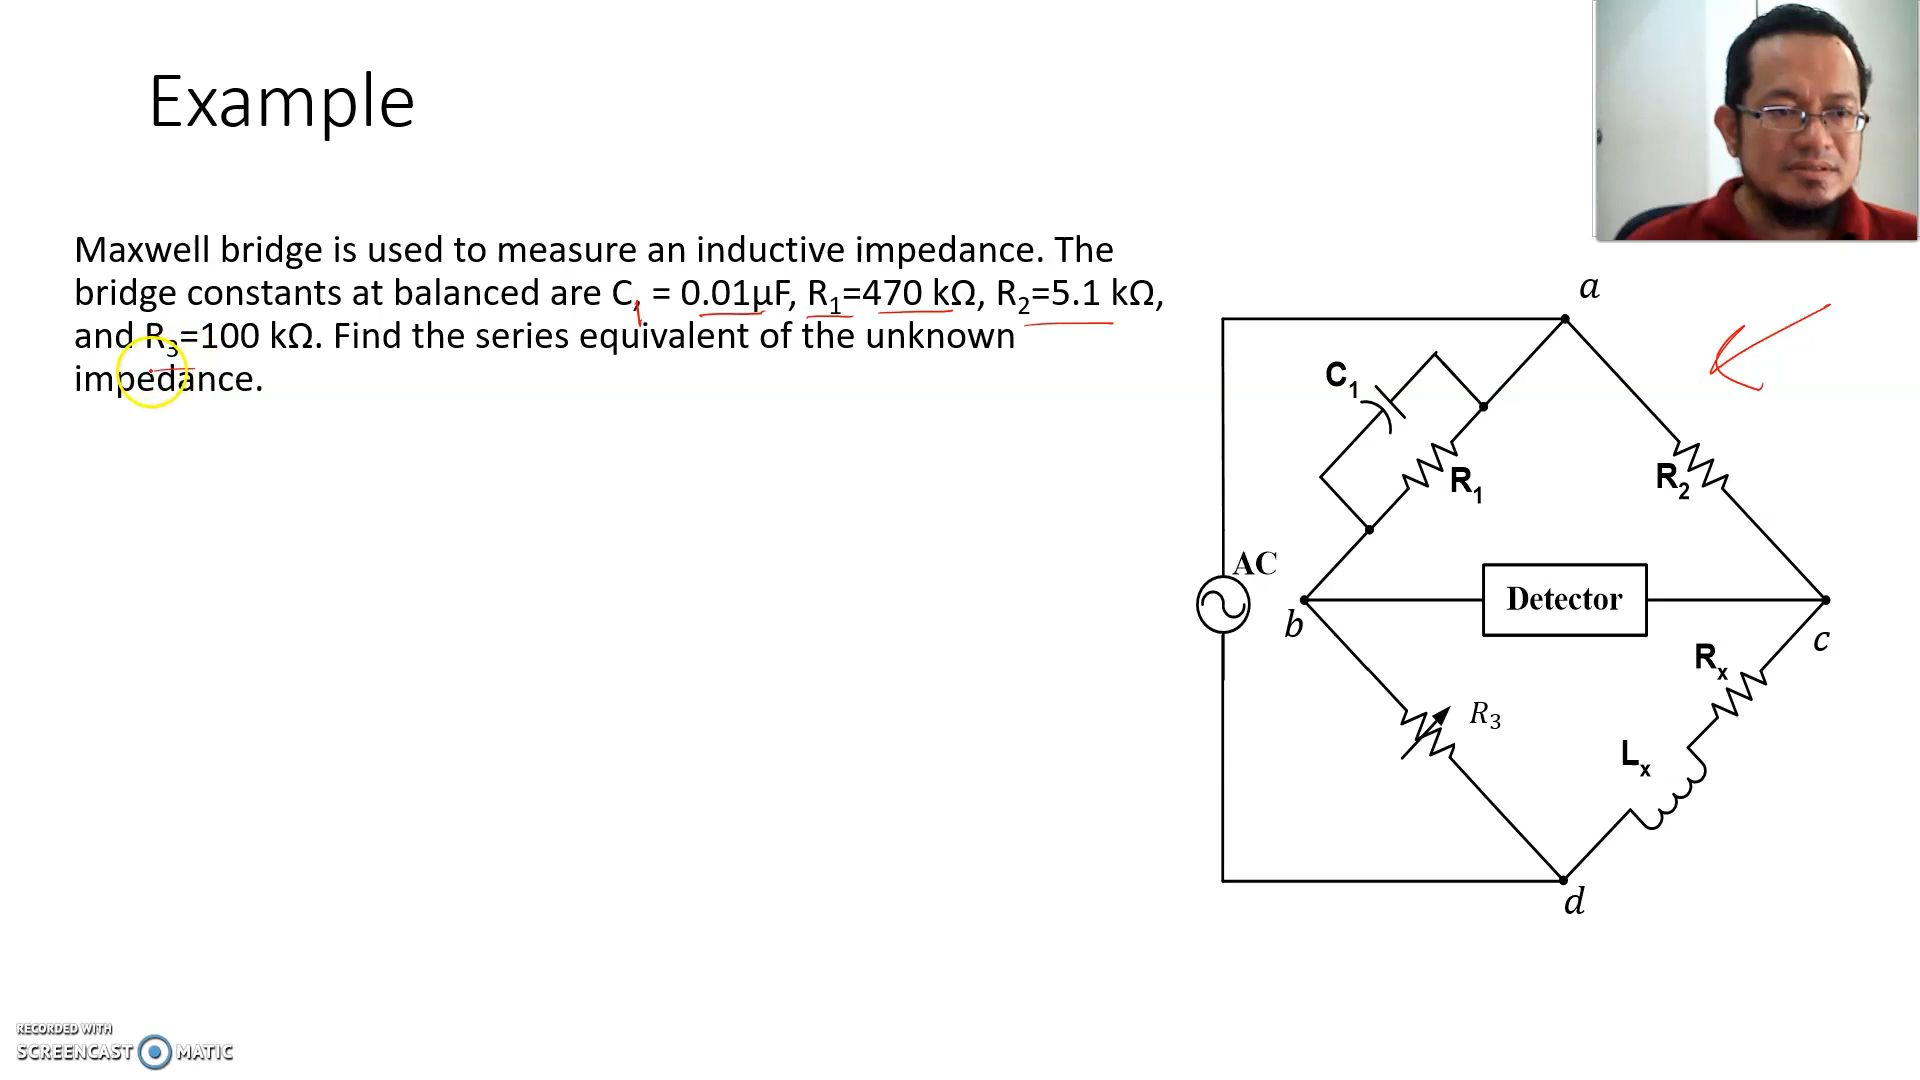 Example
Maxwell bridge is used to measure an inductive impedance. The
bridge constants at balanced are C₁ = 0.01µF, R₁=470 kΩ, R₂=5.1 kΩ,
and R₃=100 kΩ. Find the series equivalent of the unknown
impedance.
a
C₁
R₁
R₂
AC
Detector
b
c
Rₓ
R₃
Lₓ
d
RECORDED WITH
SCREENCAST MATIC